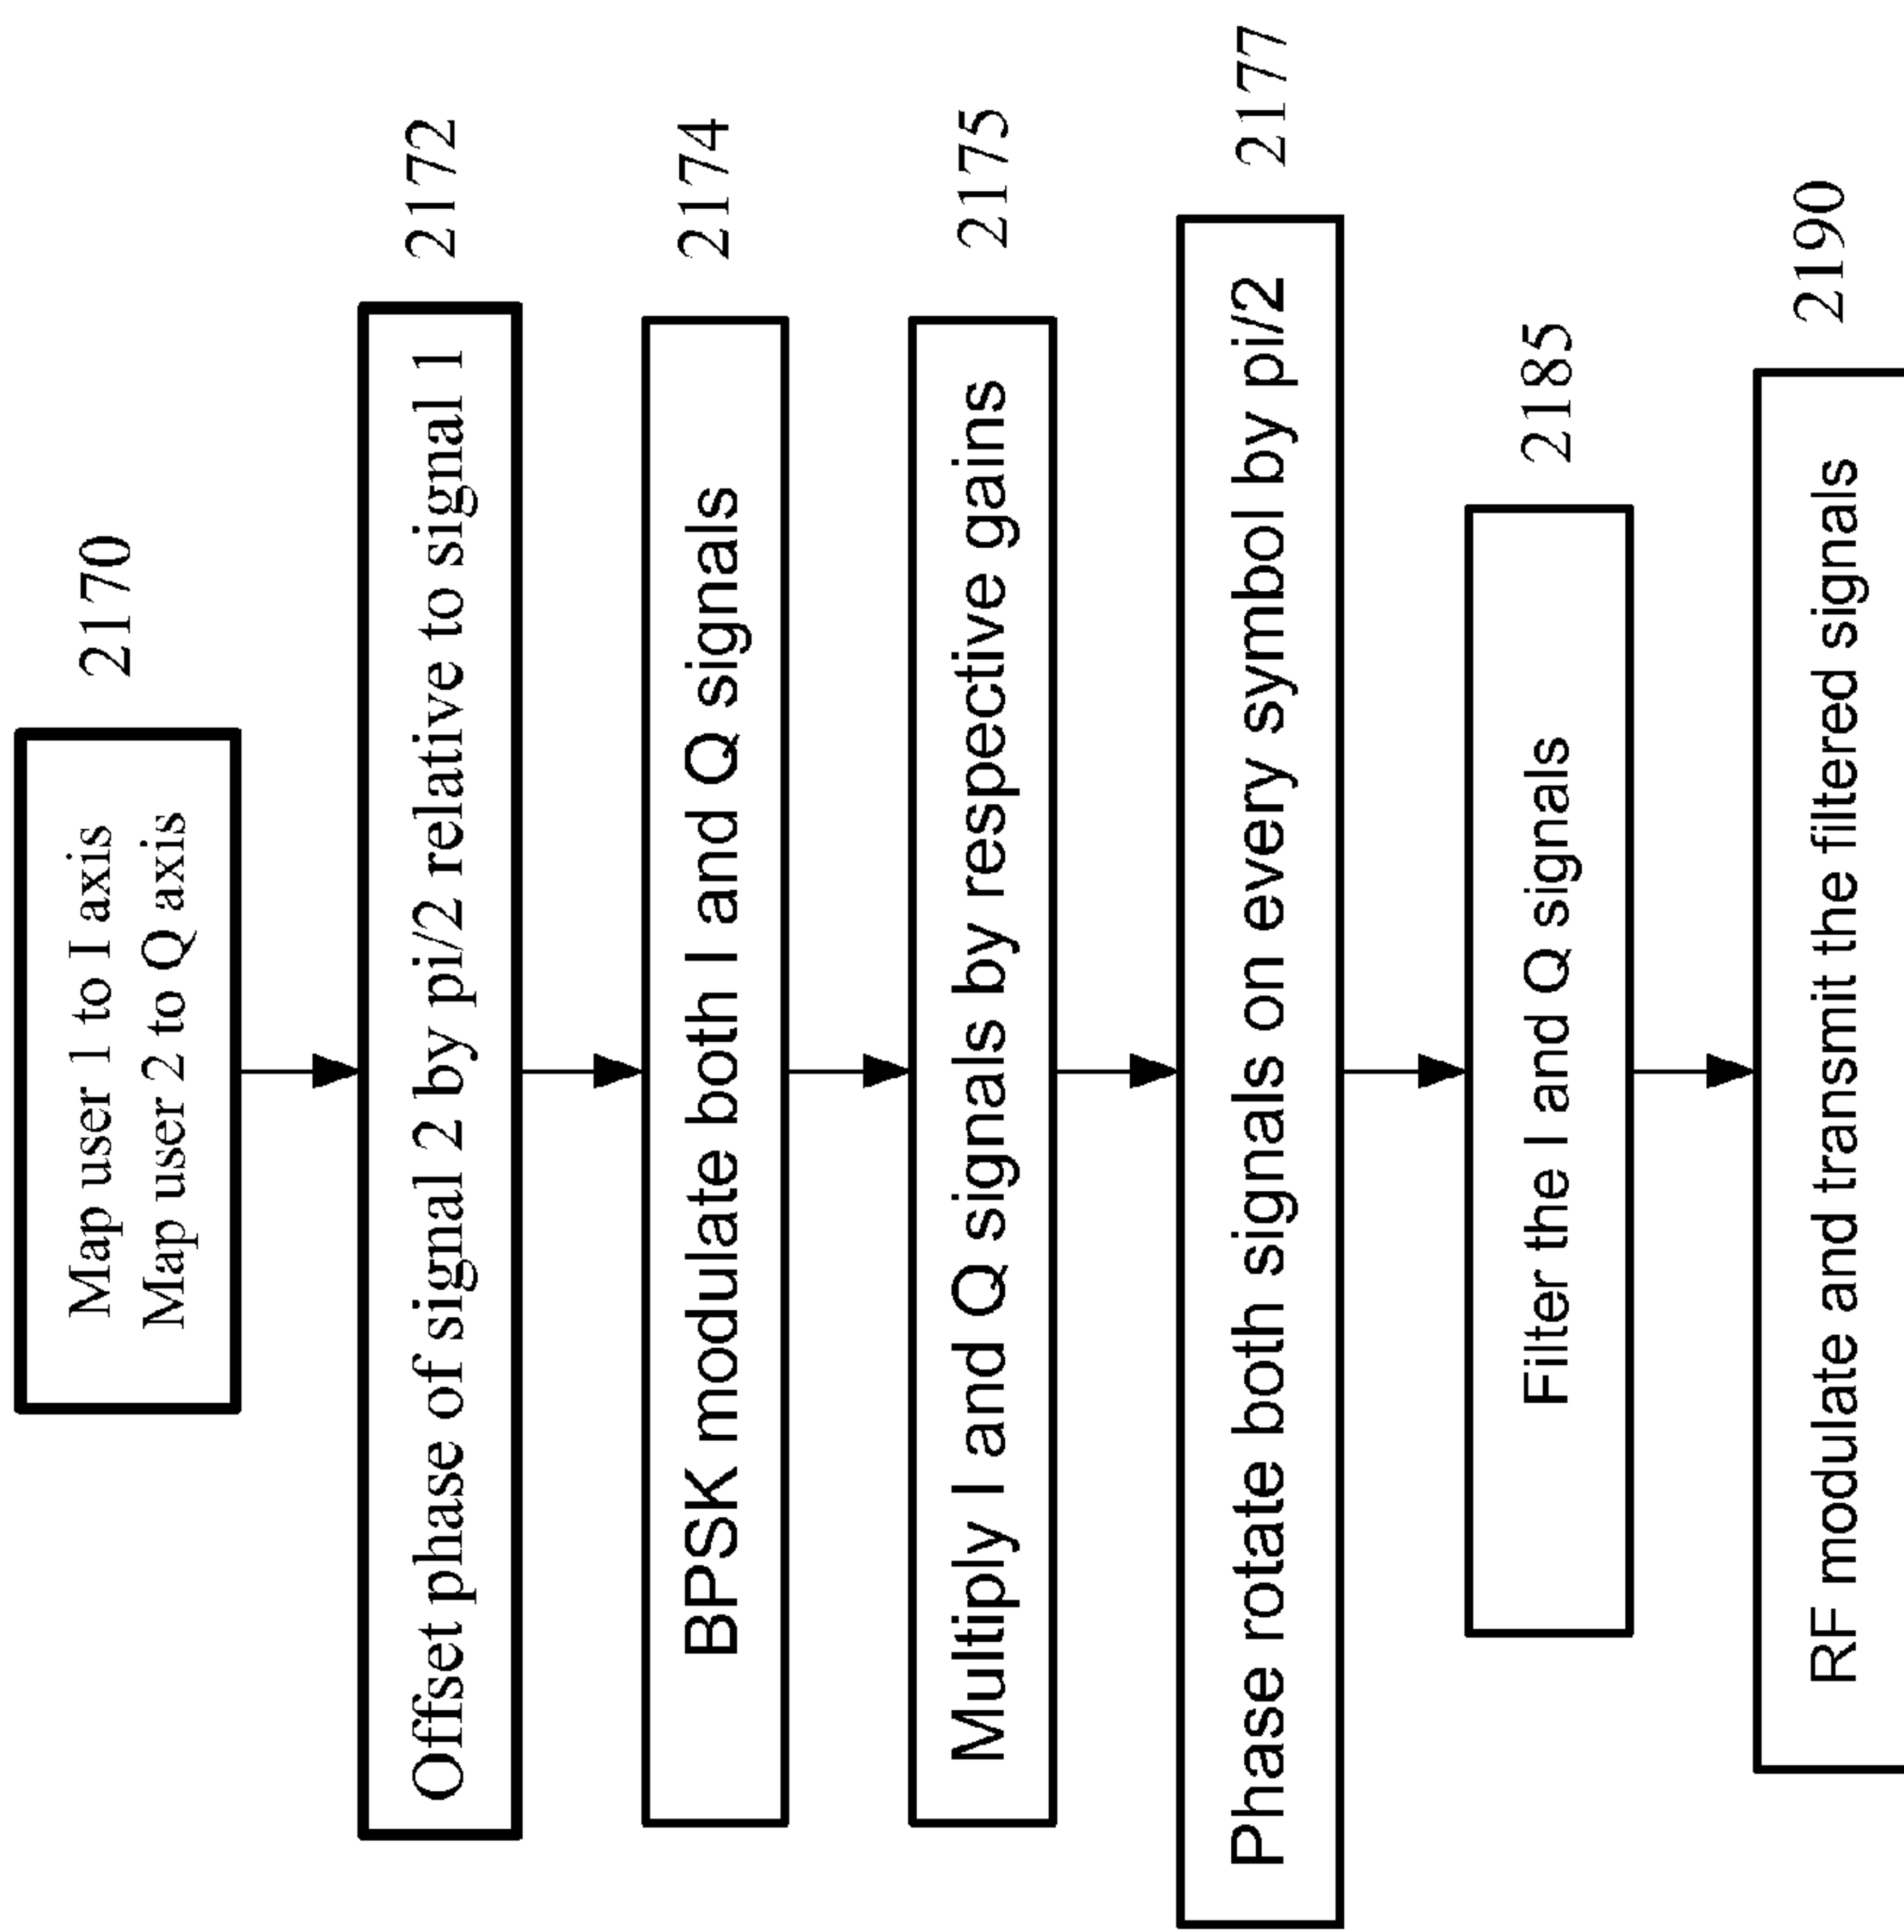 2170
Map user 1 to I axis
Map user 2 to Q axis
2172
Offset phase of signal 2 by pi/2 relative to signal 1
2174
BPSK modulate both I and Q signals
2175
Multiply I and Q signals by respective gains
2177
Phase rotate both signals on every symbol by pi/2
2185
Filter the I and Q signals
2190
RF modulate and transmit the filtered signals